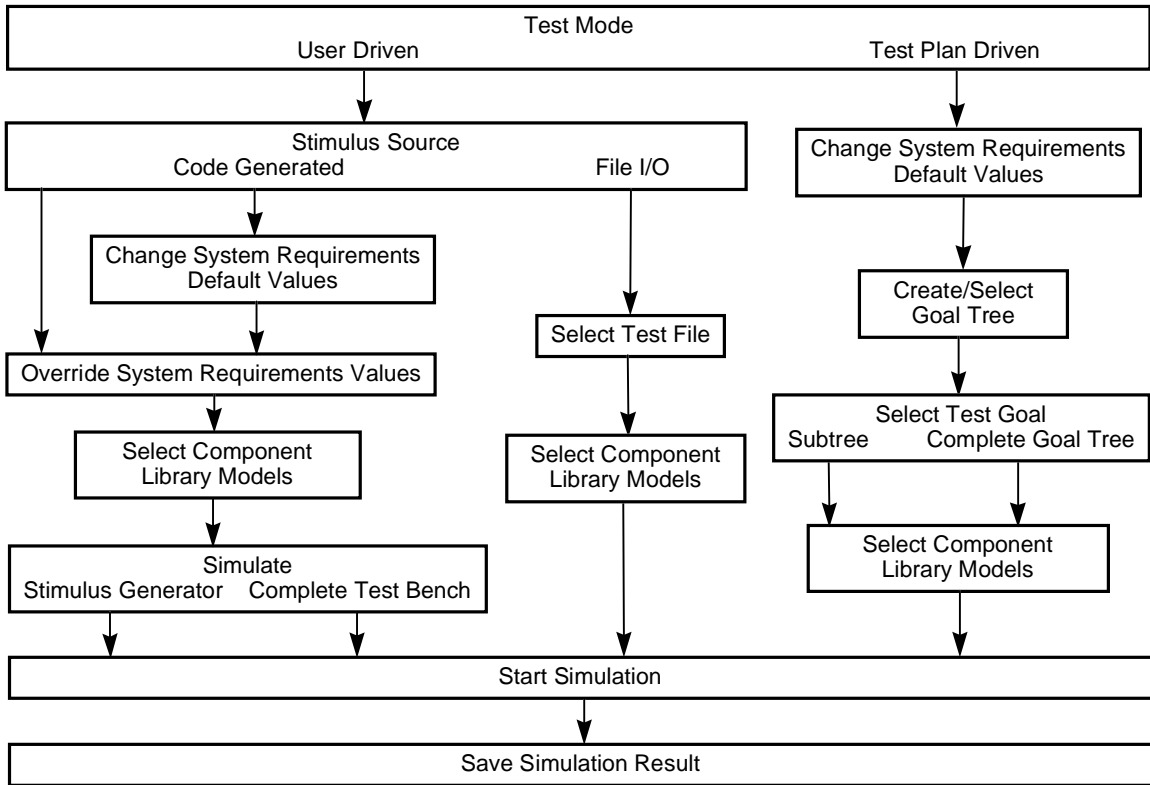 Test Mode
User Driven Test Plan Driven
Stimulus Source
Code Generated File I/O
Change System Requirements
Default Values
Override System Requirements Values
Select Component
Library Models
Simulate
Stimulus Generator Complete Test Bench
Select Test File
Select Component
Library Models
Change System Requirements
Default Values
Create/Select
Goal Tree
Select Test Goal
Subtree Complete Goal Tree
Select Component
Library Models
Start Simulation
Save Simulation Result